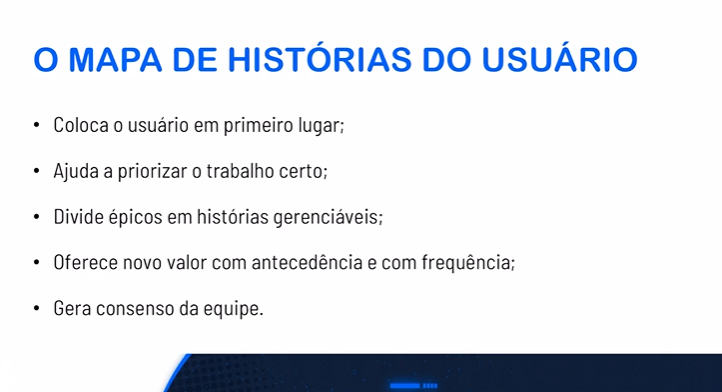 O MAPA DE HISTÓRIAS DO USUÁRIO
• Coloca o usuário em primeiro lugar;
• Ajuda a priorizar o trabalho certo;
• Divide épicos em histórias gerenciáveis;
• Oferece novo valor com antecedência e com frequência;
• Gera consenso da equipe.